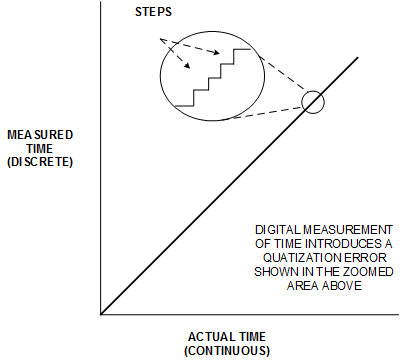 STEPS
MEASURED
TIME
(DISCRETE)
DIGITAL MEASUREMENT
OF TIME INTRODUCES A
QUATIZATION ERROR
SHOWN IN THE ZOOMED
AREA ABOVE
ACTUAL TIME
(CONTINUOUS)